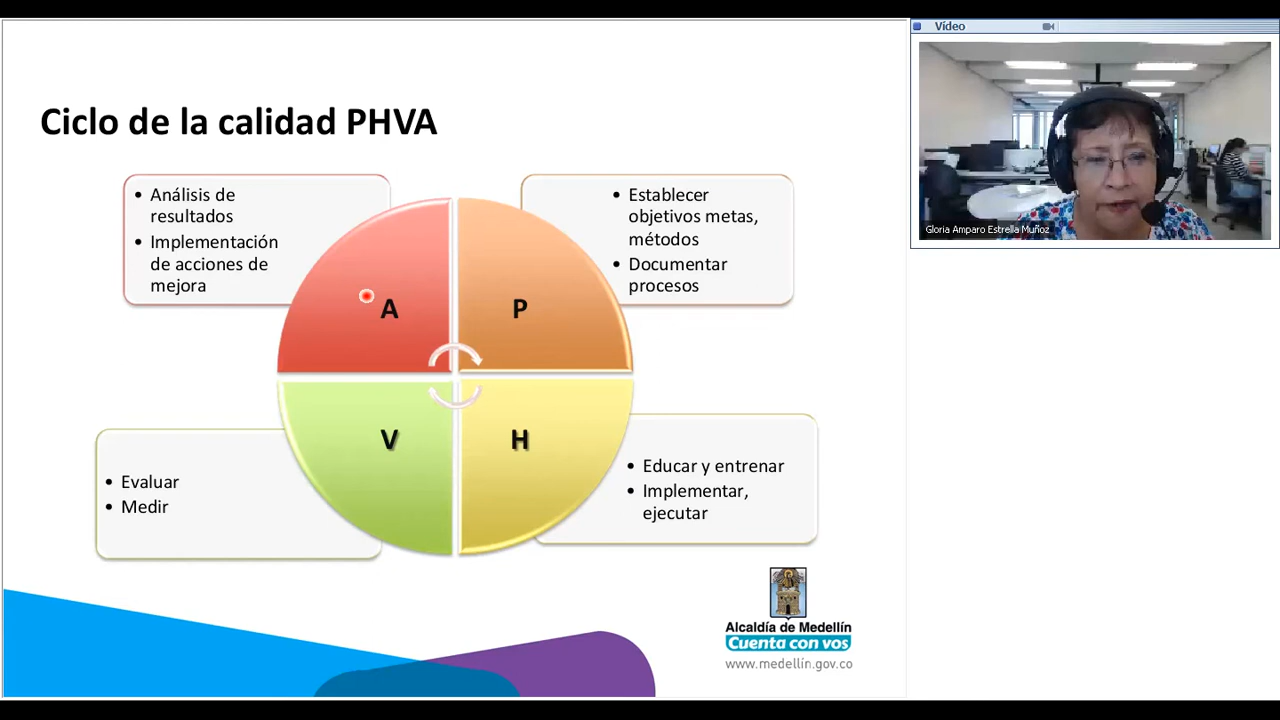 Ciclo de la calidad PHVA
• Análisis de
resultados
• Implementación
de acciones de
mejora
• Establecer
objetivos metas,
métodos
• Documentar
procesos
A
P
V
H
• Evaluar
• Medir
• Educar y entrenar
• Implementar,
ejecutar
Alcaldía de Medellín
Cuenta con vos
www.medellín.gov.co
Vídeo
Gloria Amparo Estrella Muñoz